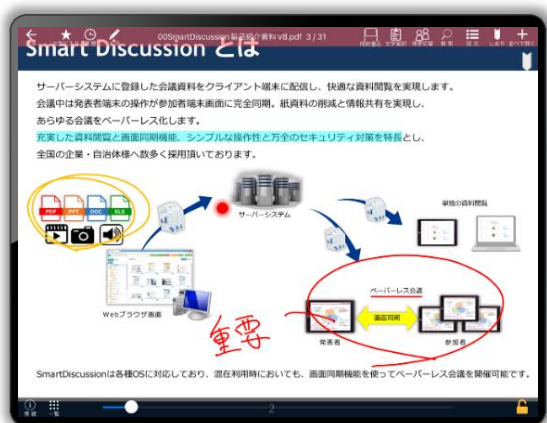 00SmartDiscussion製品紹介資料V8.pdf 3/31
Smart Discussion とは
サーバーシステムに登録した会議資料をクライアント端末に配信し、快適な資料閲覧を実現します。
会議中は発表者端末の操作が参加者端末画面に完全同期。紙資料の削減と情報共有を実現し、
あらゆる会議をペーパーレス化します。
充実した資料閲覧と画面同期機能、シンプルな操作性と万全のセキュリティ対策を特長とし、
全国の企業・自治体様へ数多く採用頂いております。
PDF PPT DOC XLS
サーバーシステム
単独の資料閲覧
Webブラウザ画面
ペーパーレス会議
画面同期
発表者
参加者
重要
SmartDiscussionは各種OSに対応しており、混在利用時においても、画面同期機能を使ってペーパーレス会議を開催可能です。
一覧
2